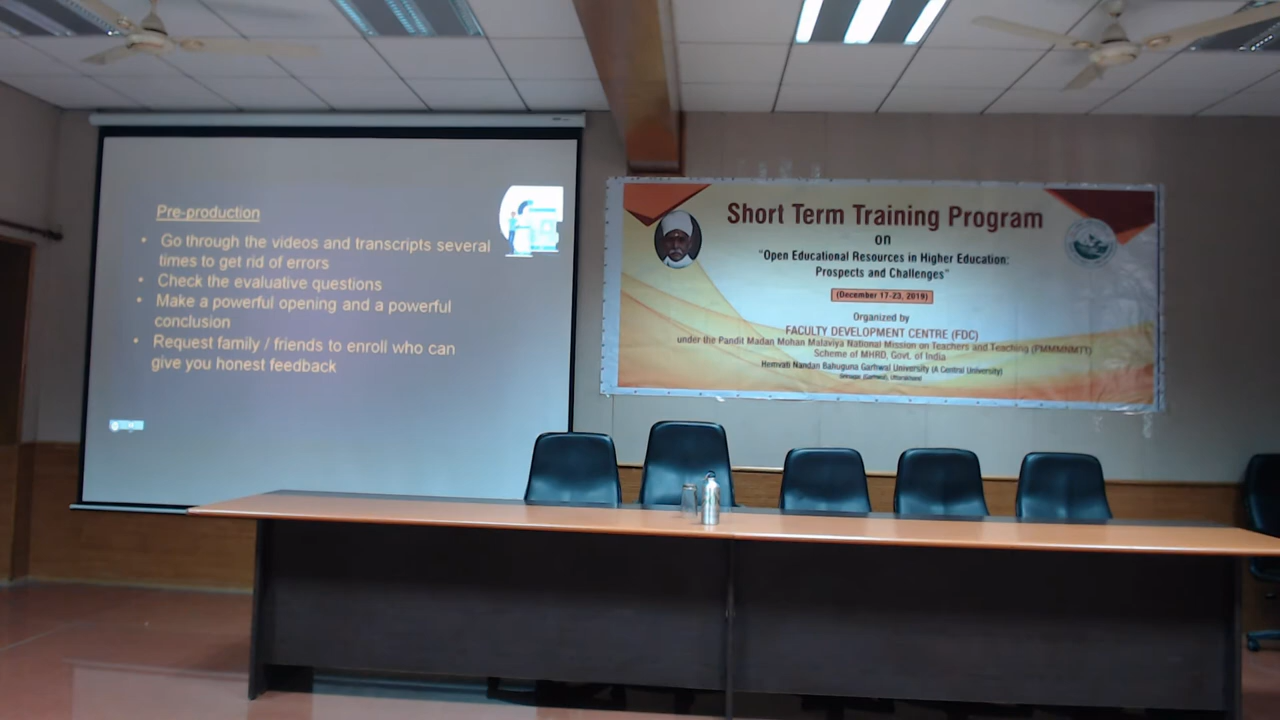 Pre-production
• Go through the videos and transcripts several
times to get rid of errors
• Check the evaluative questions
• Make a powerful opening and a powerful
conclusion
• Request family / friends to enroll who can
give you honest feedback
Short Term Training Program
on
"Open Educational Resources in Higher Education:
Prospects and Challenges"
(December 17-23, 2019)
Organized by
FACULTY DEVELOPMENT CENTRE (FDC)
under the Pandit Madan Mohan Malaviya National Mission on Teachers and Teaching (PMMMNMTT)
Scheme of MHRD, Govt. of India
Hemvati Nandan Bahuguna Garhwal University (A Central University)
Srinagar (Garhwal), Uttarakhand